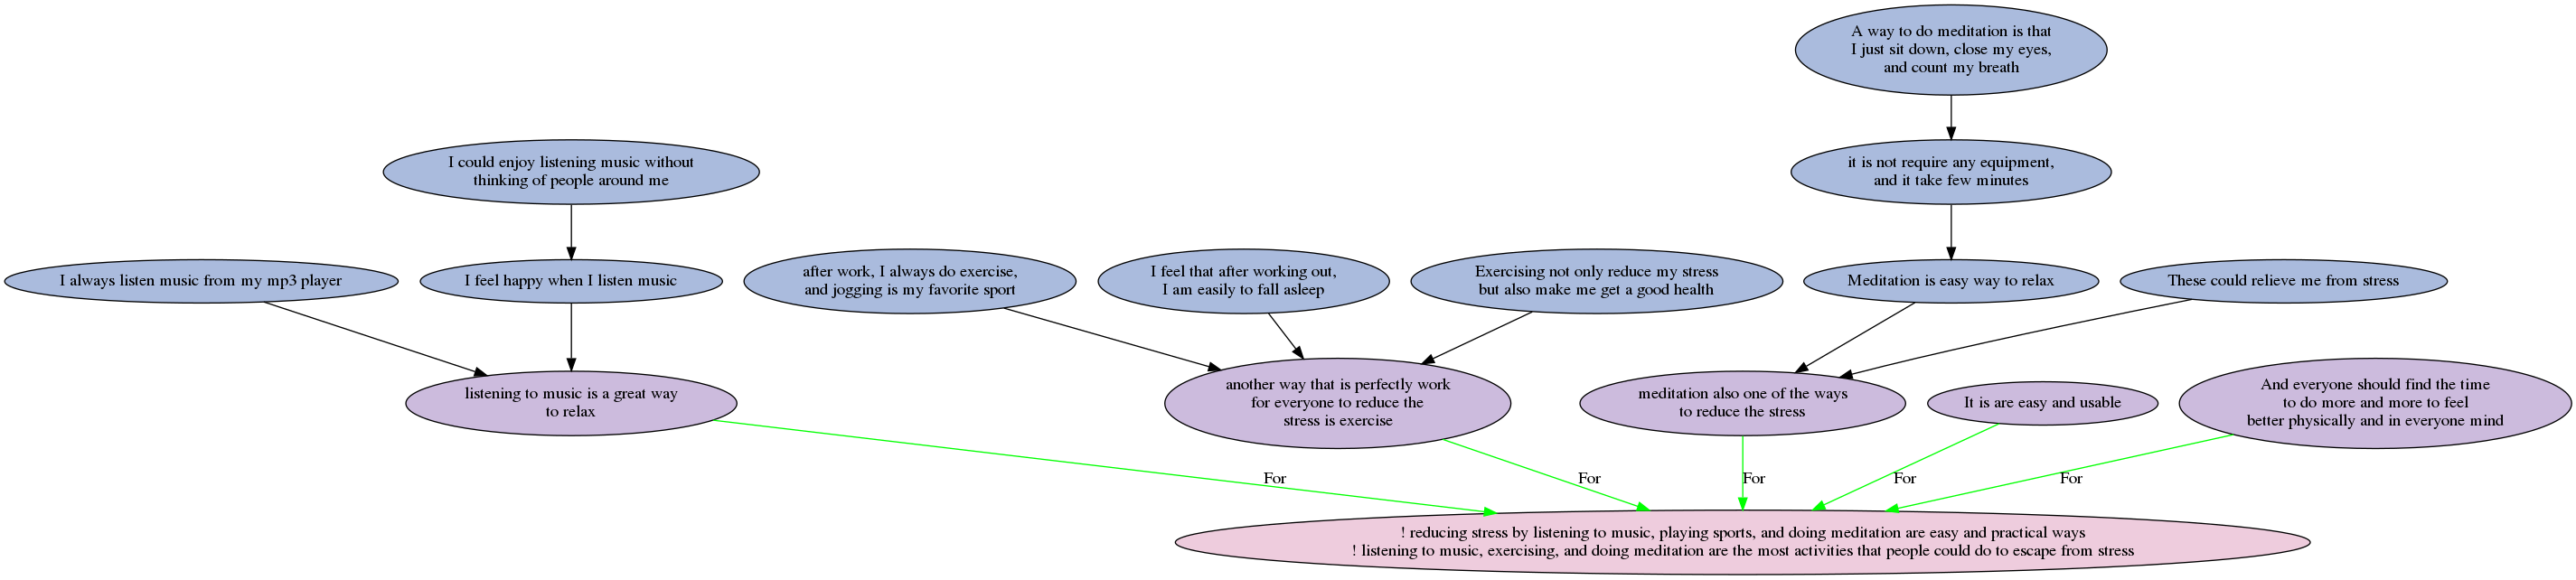 A way to do meditation is that
I just sit down, close my eyes,
and count my breath
I could enjoy listening music without
thinking of people around me
it is not require any equipment,
and it take few minutes
I always listen music from my mp3 player
I feel happy when I listen music
after work, I always do exercise,
and jogging is my favorite sport
I feel that after working out,
I am easily to fall asleep
Exercising not only reduce my stress
but also make me get a good health
Meditation is easy way to relax
These could relieve me from stress
listening to music is a great way
to relax
another way that is perfectly work
for everyone to reduce the
stress is exercise
meditation also one of the ways
to reduce the stress
It is are easy and usable
And everyone should find the time
to do more and more to feel
better physically and in everyone mind
For
For
For
For
For
! reducing stress by listening to music, playing sports, and doing meditation are easy and practical ways
! listening to music, exercising, and doing meditation are the most activities that people could do to escape from stress